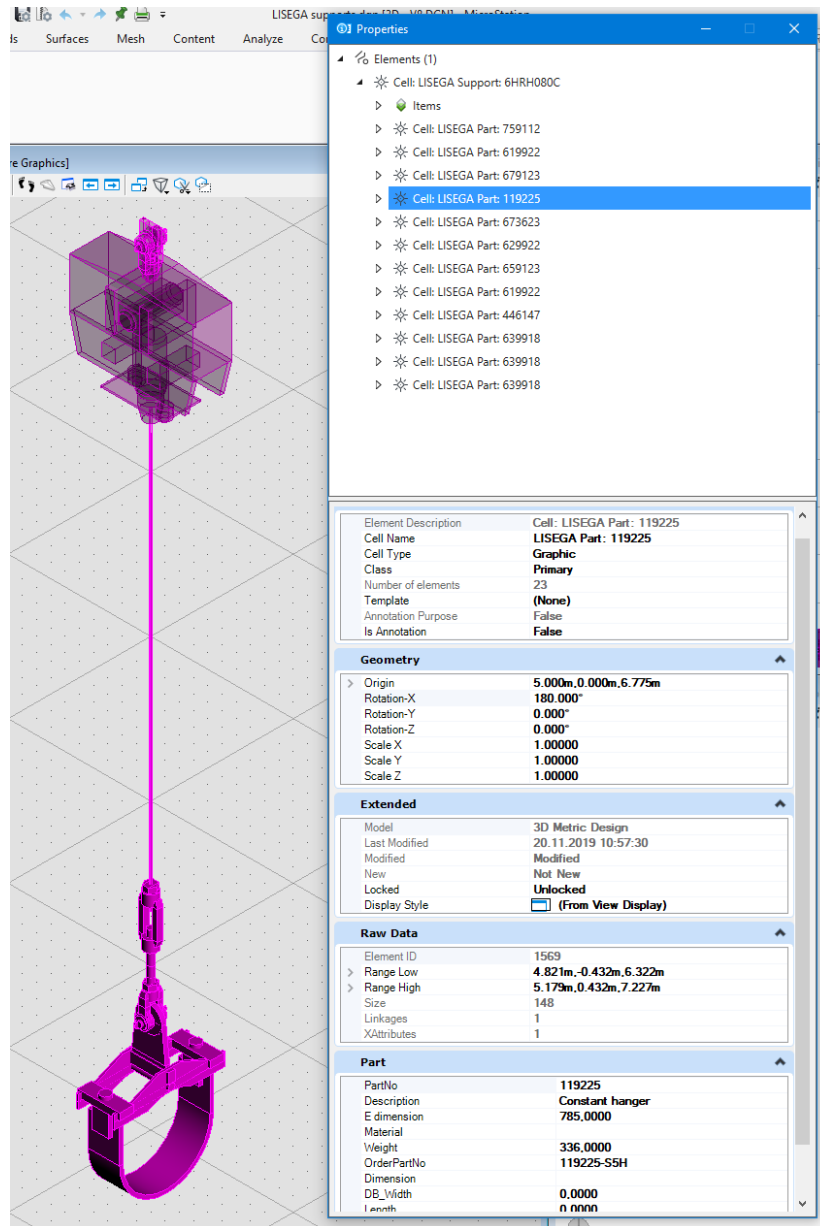 LISEGA supports.dgn [3D - V8 DGN] - MicroStation
Surfaces Mesh Content Analyze
Properties
Elements (1)
Cell: LISEGA Support: 6HRH080C
Items
Cell: LISEGA Part: 759112
Cell: LISEGA Part: 619922
Cell: LISEGA Part: 679123
Cell: LISEGA Part: 119225
Cell: LISEGA Part: 673623
Cell: LISEGA Part: 629922
Cell: LISEGA Part: 659123
Cell: LISEGA Part: 619922
Cell: LISEGA Part: 446147
Cell: LISEGA Part: 639918
Cell: LISEGA Part: 639918
Cell: LISEGA Part: 639918
re Graphics]
Element Description Cell: LISEGA Part: 119225
Cell Name LISEGA Part: 119225
Cell Type Graphic
Class Primary
Number of elements 23
Template (None)
Annotation Purpose False
Is Annotation False
Geometry
Origin 5.000m,0.000m,6.775m
Rotation-X 180.000°
Rotation-Y 0.000°
Rotation-Z 0.000°
Scale X 1.00000
Scale Y 1.00000
Scale Z 1.00000
Extended
Model 3D Metric Design
Last Modified 20.11.2019 10:57:30
Modified Modified
New Not New
Locked Unlocked
Display Style (From View Display)
Raw Data
Element ID 1569
Range Low 4.821m,-0.432m,6.322m
Range High 5.179m,0.432m,7.227m
Size 148
Linkages 1
XAttributes 1
Part
PartNo 119225
Description Constant hanger
E dimension 785,0000
Material
Weight 336,0000
OrderPartNo 119225-S5H
Dimension
DB_Width 0,0000
Length 0,0000